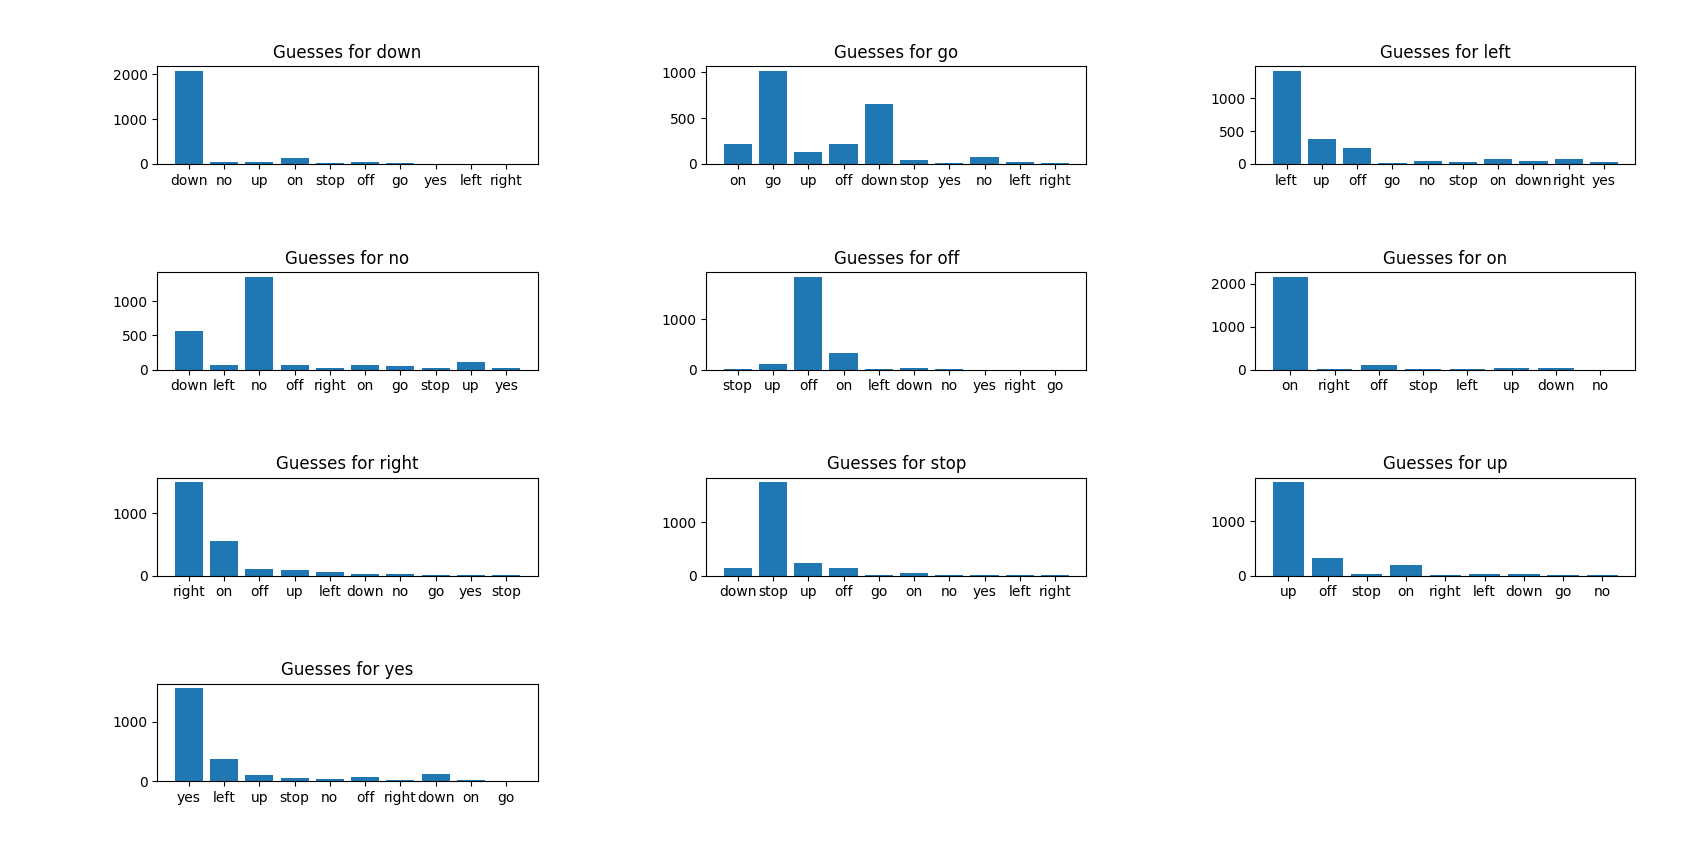 Guesses for down
2000
1000
0
down no up on stop off go yes left right
Guesses for go
1000
500
0
on go up off down stop yes no left right
Guesses for left
1000
500
0
left up off go no stop on down right yes
Guesses for no
1000
500
0
down left no off right on go stop up yes
Guesses for off
1000
0
stop up off on left down no yes right go
Guesses for on
2000
1000
0
on right off stop left up down no
Guesses for right
1000
0
right on off up left down no go yes stop
Guesses for stop
1000
0
down stop up off go on no yes left right
Guesses for up
1000
0
up off stop on right left down go no
Guesses for yes
1000
0
yes left up stop no off right down on go